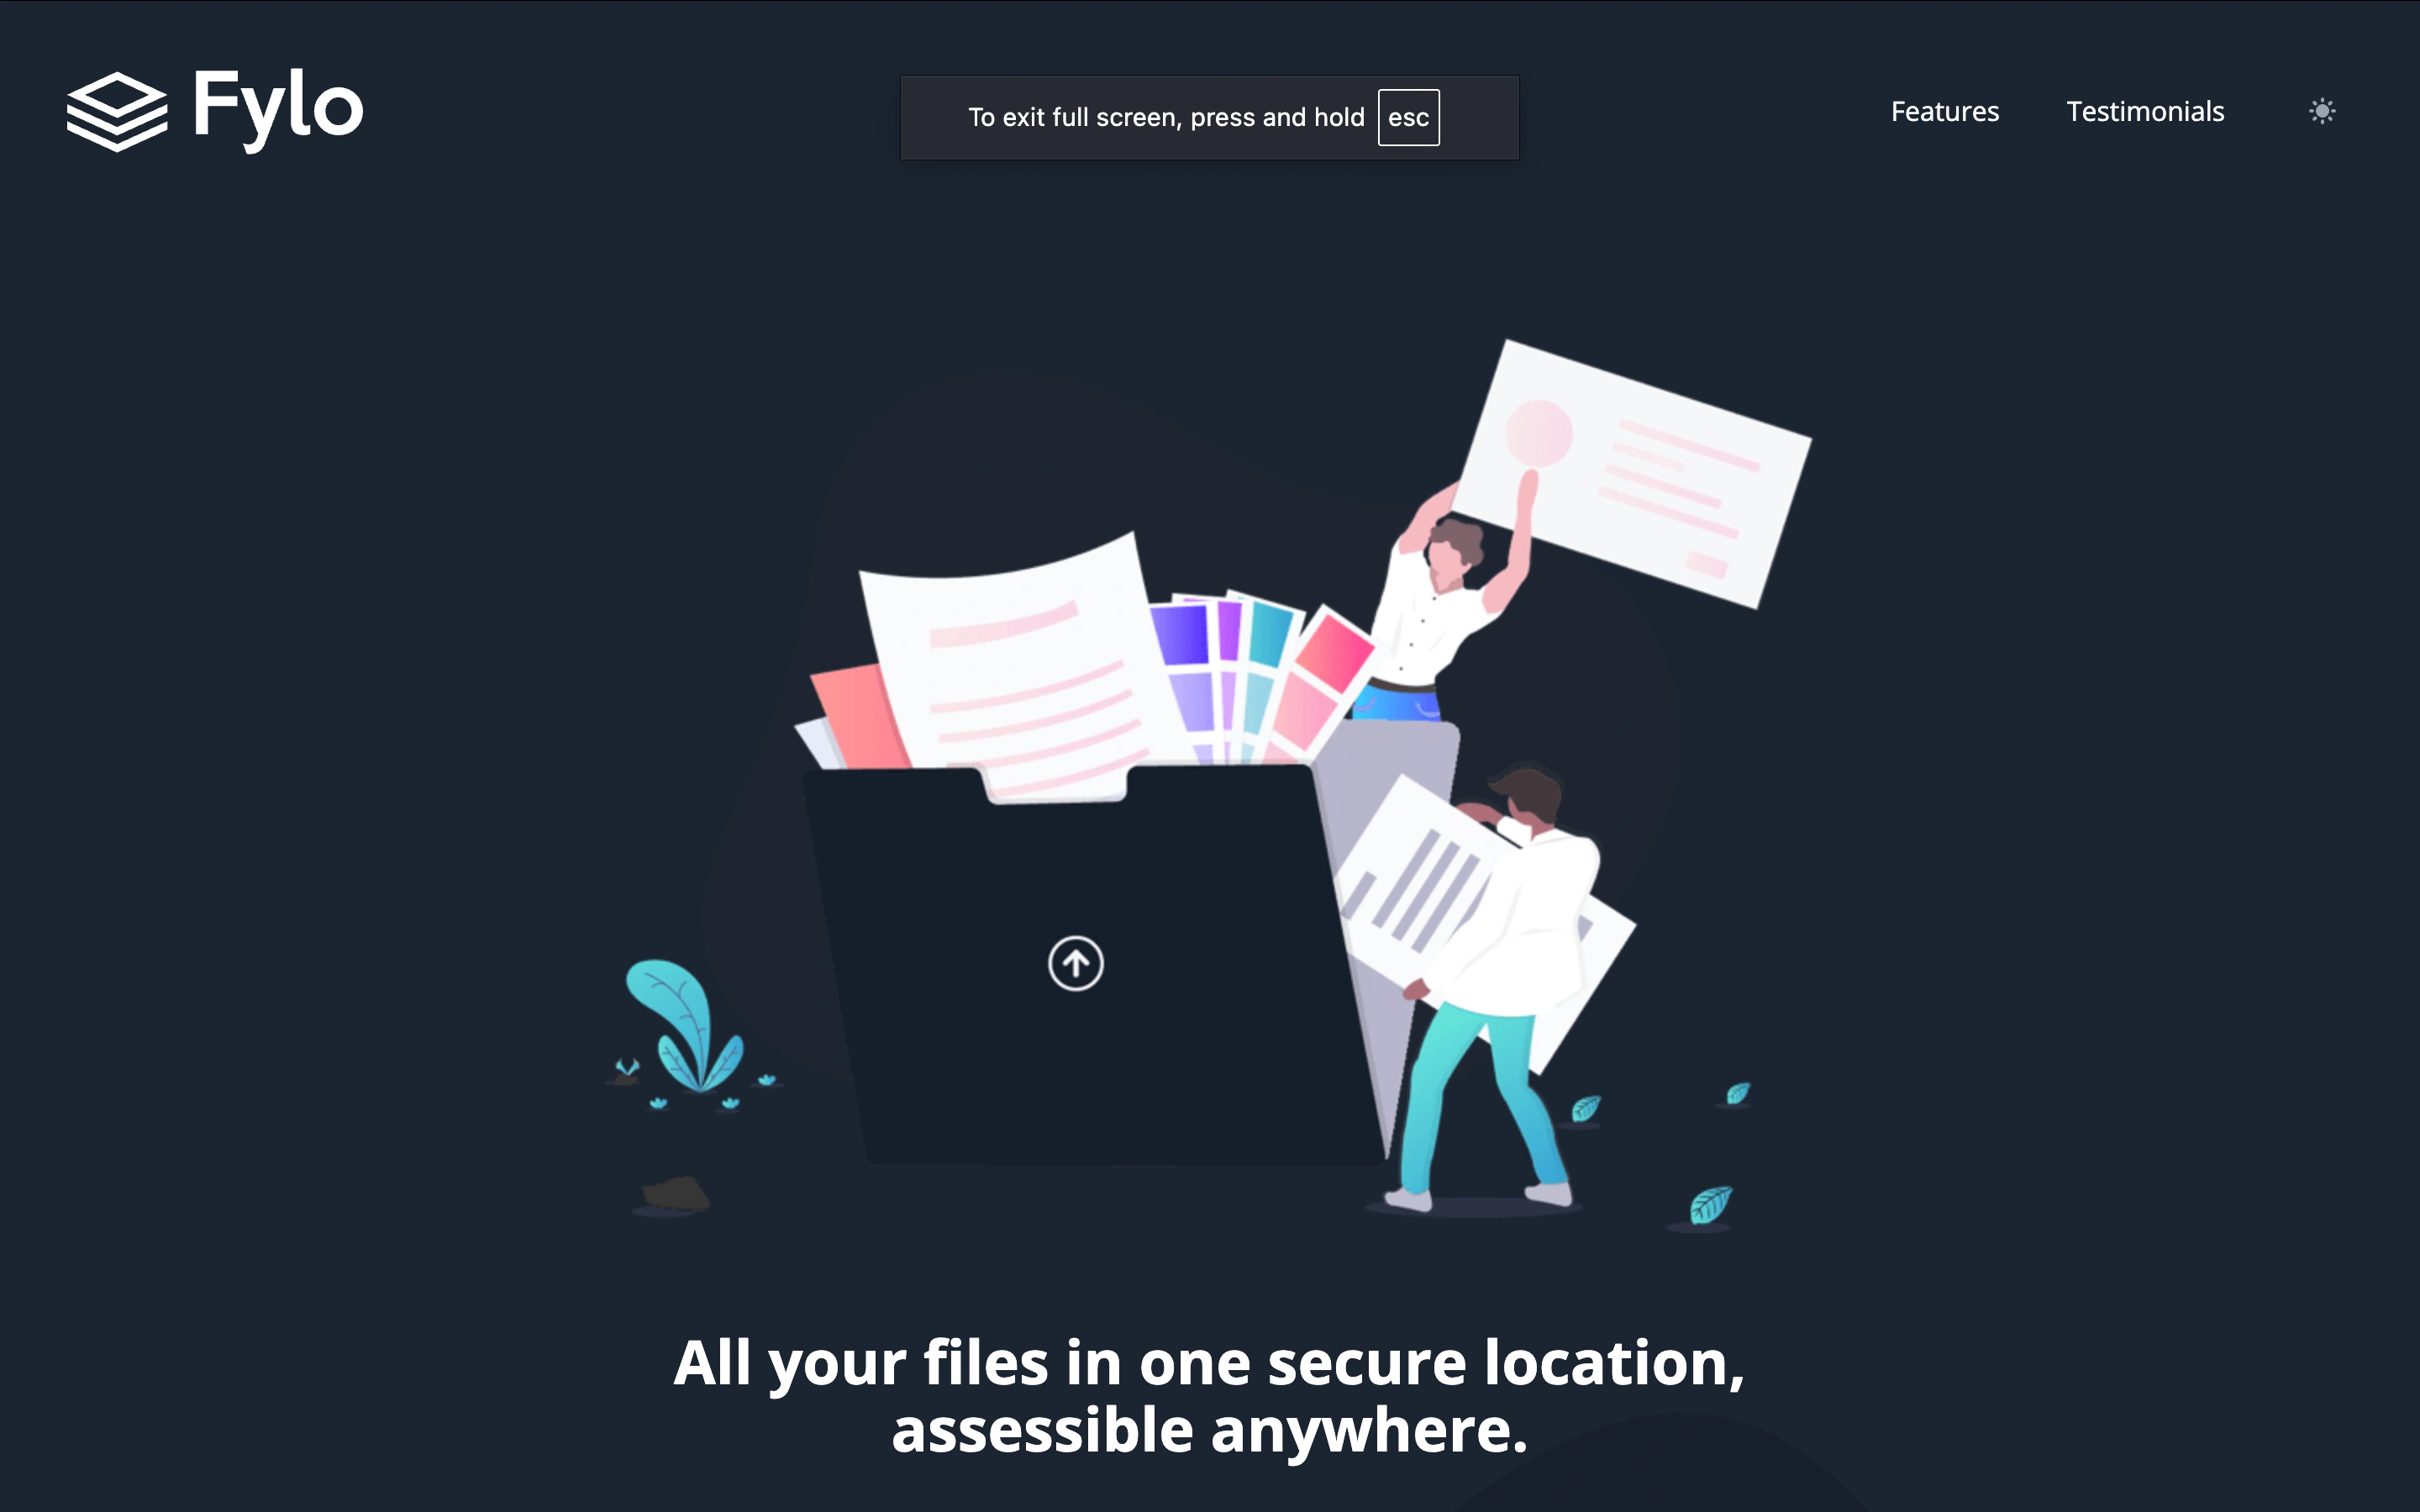 Fylo
To exit full screen, press and hold esc
Features
Testimonials
All your files in one secure location,
assessible anywhere.